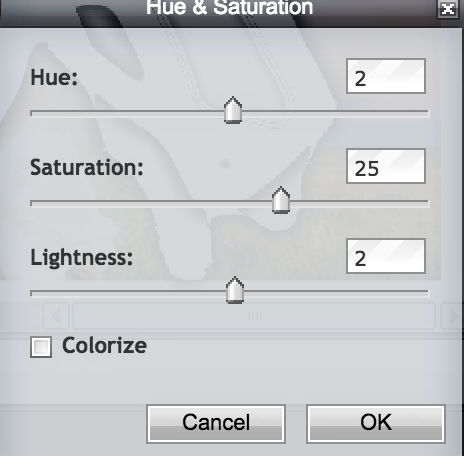 Hue & Saturation
Hue: 2
Saturation: 25
Lightness: 2
Colorize
Cancel OK